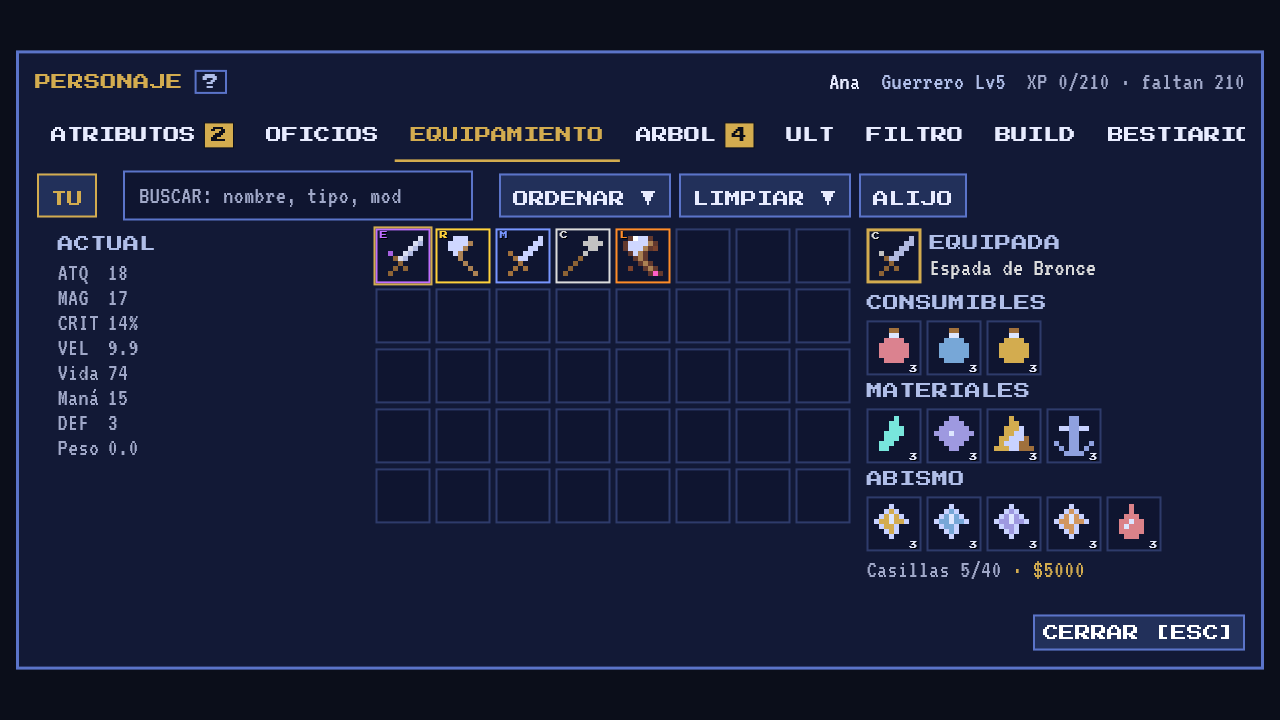 PERSONAJE ? Ana Guerrero Lv5 XP 0/210 · faltan 210
ATRIBUTOS 2 OFICIOS EQUIPAMIENTO ARBOL 4 ULT FILTRO BUILD BESTIARIO
TU BUSCAR: nombre, tipo, mod ORDENAR ▼ LIMPIAR ▼ ALIJO
ACTUAL
ATQ 18
MAG 17
CRIT 14%
VEL 9.9
Vida 74
Maná 15
DEF 3
Peso 0.0
E R M C L
C EQUIPADA
Espada de Bronce
CONSUMIBLES
3 3 3
MATERIALES
3 3 3 3
ABISMO
3 3 3 3 3
Casillas 5/40 · $5000
CERRAR [ESC]